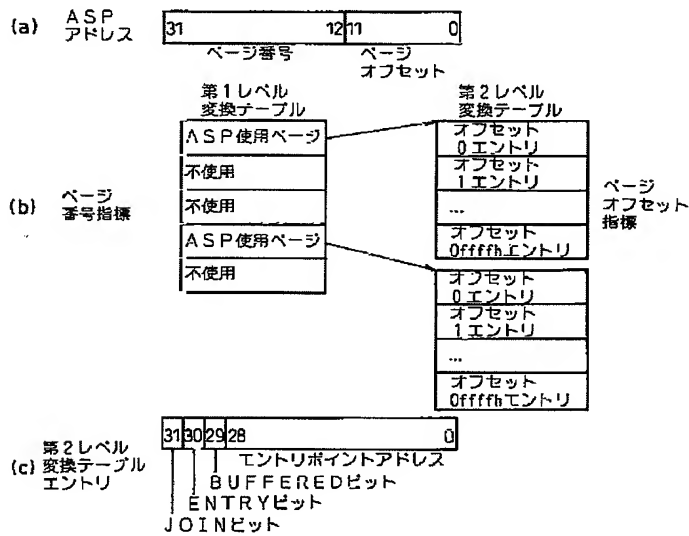 (a) ASP
アドレス
31 12 11 0
ページ番号 ページ
オフセット
第1レベル
変換テーブル
第2レベル
変換テーブル
(b) ページ
番号指標
ASP使用ページ
不使用
不使用
ASP使用ページ
不使用
オフセット
0エントリ
オフセット
1エントリ
...
オフセット
0ffffhエントリ
ページ
オフセット
指標
オフセット
0エントリ
オフセット
1エントリ
...
オフセット
0ffffhエントリ
(c) 第2レベル
変換テーブル
エントリ
31 30 29 28 0
エントリポイントアドレス
BUFFEREDビット
ENTRYビット
JOINビット